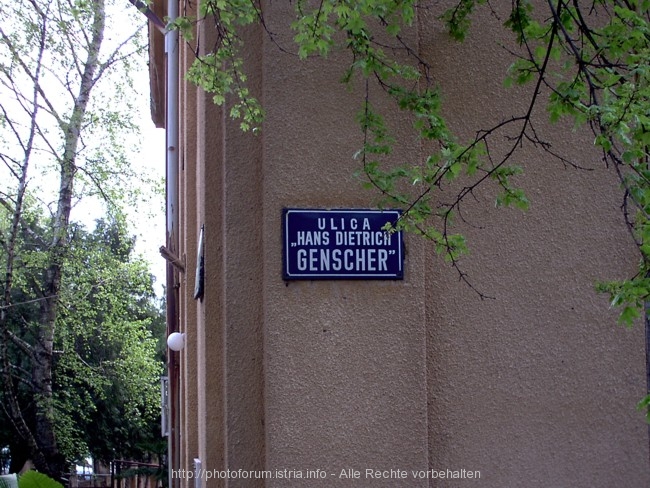 ULICA
„HANS DIETRICH
GENSCHER”
http://photoforum.istria.info - Alle Rechte vorbehalten